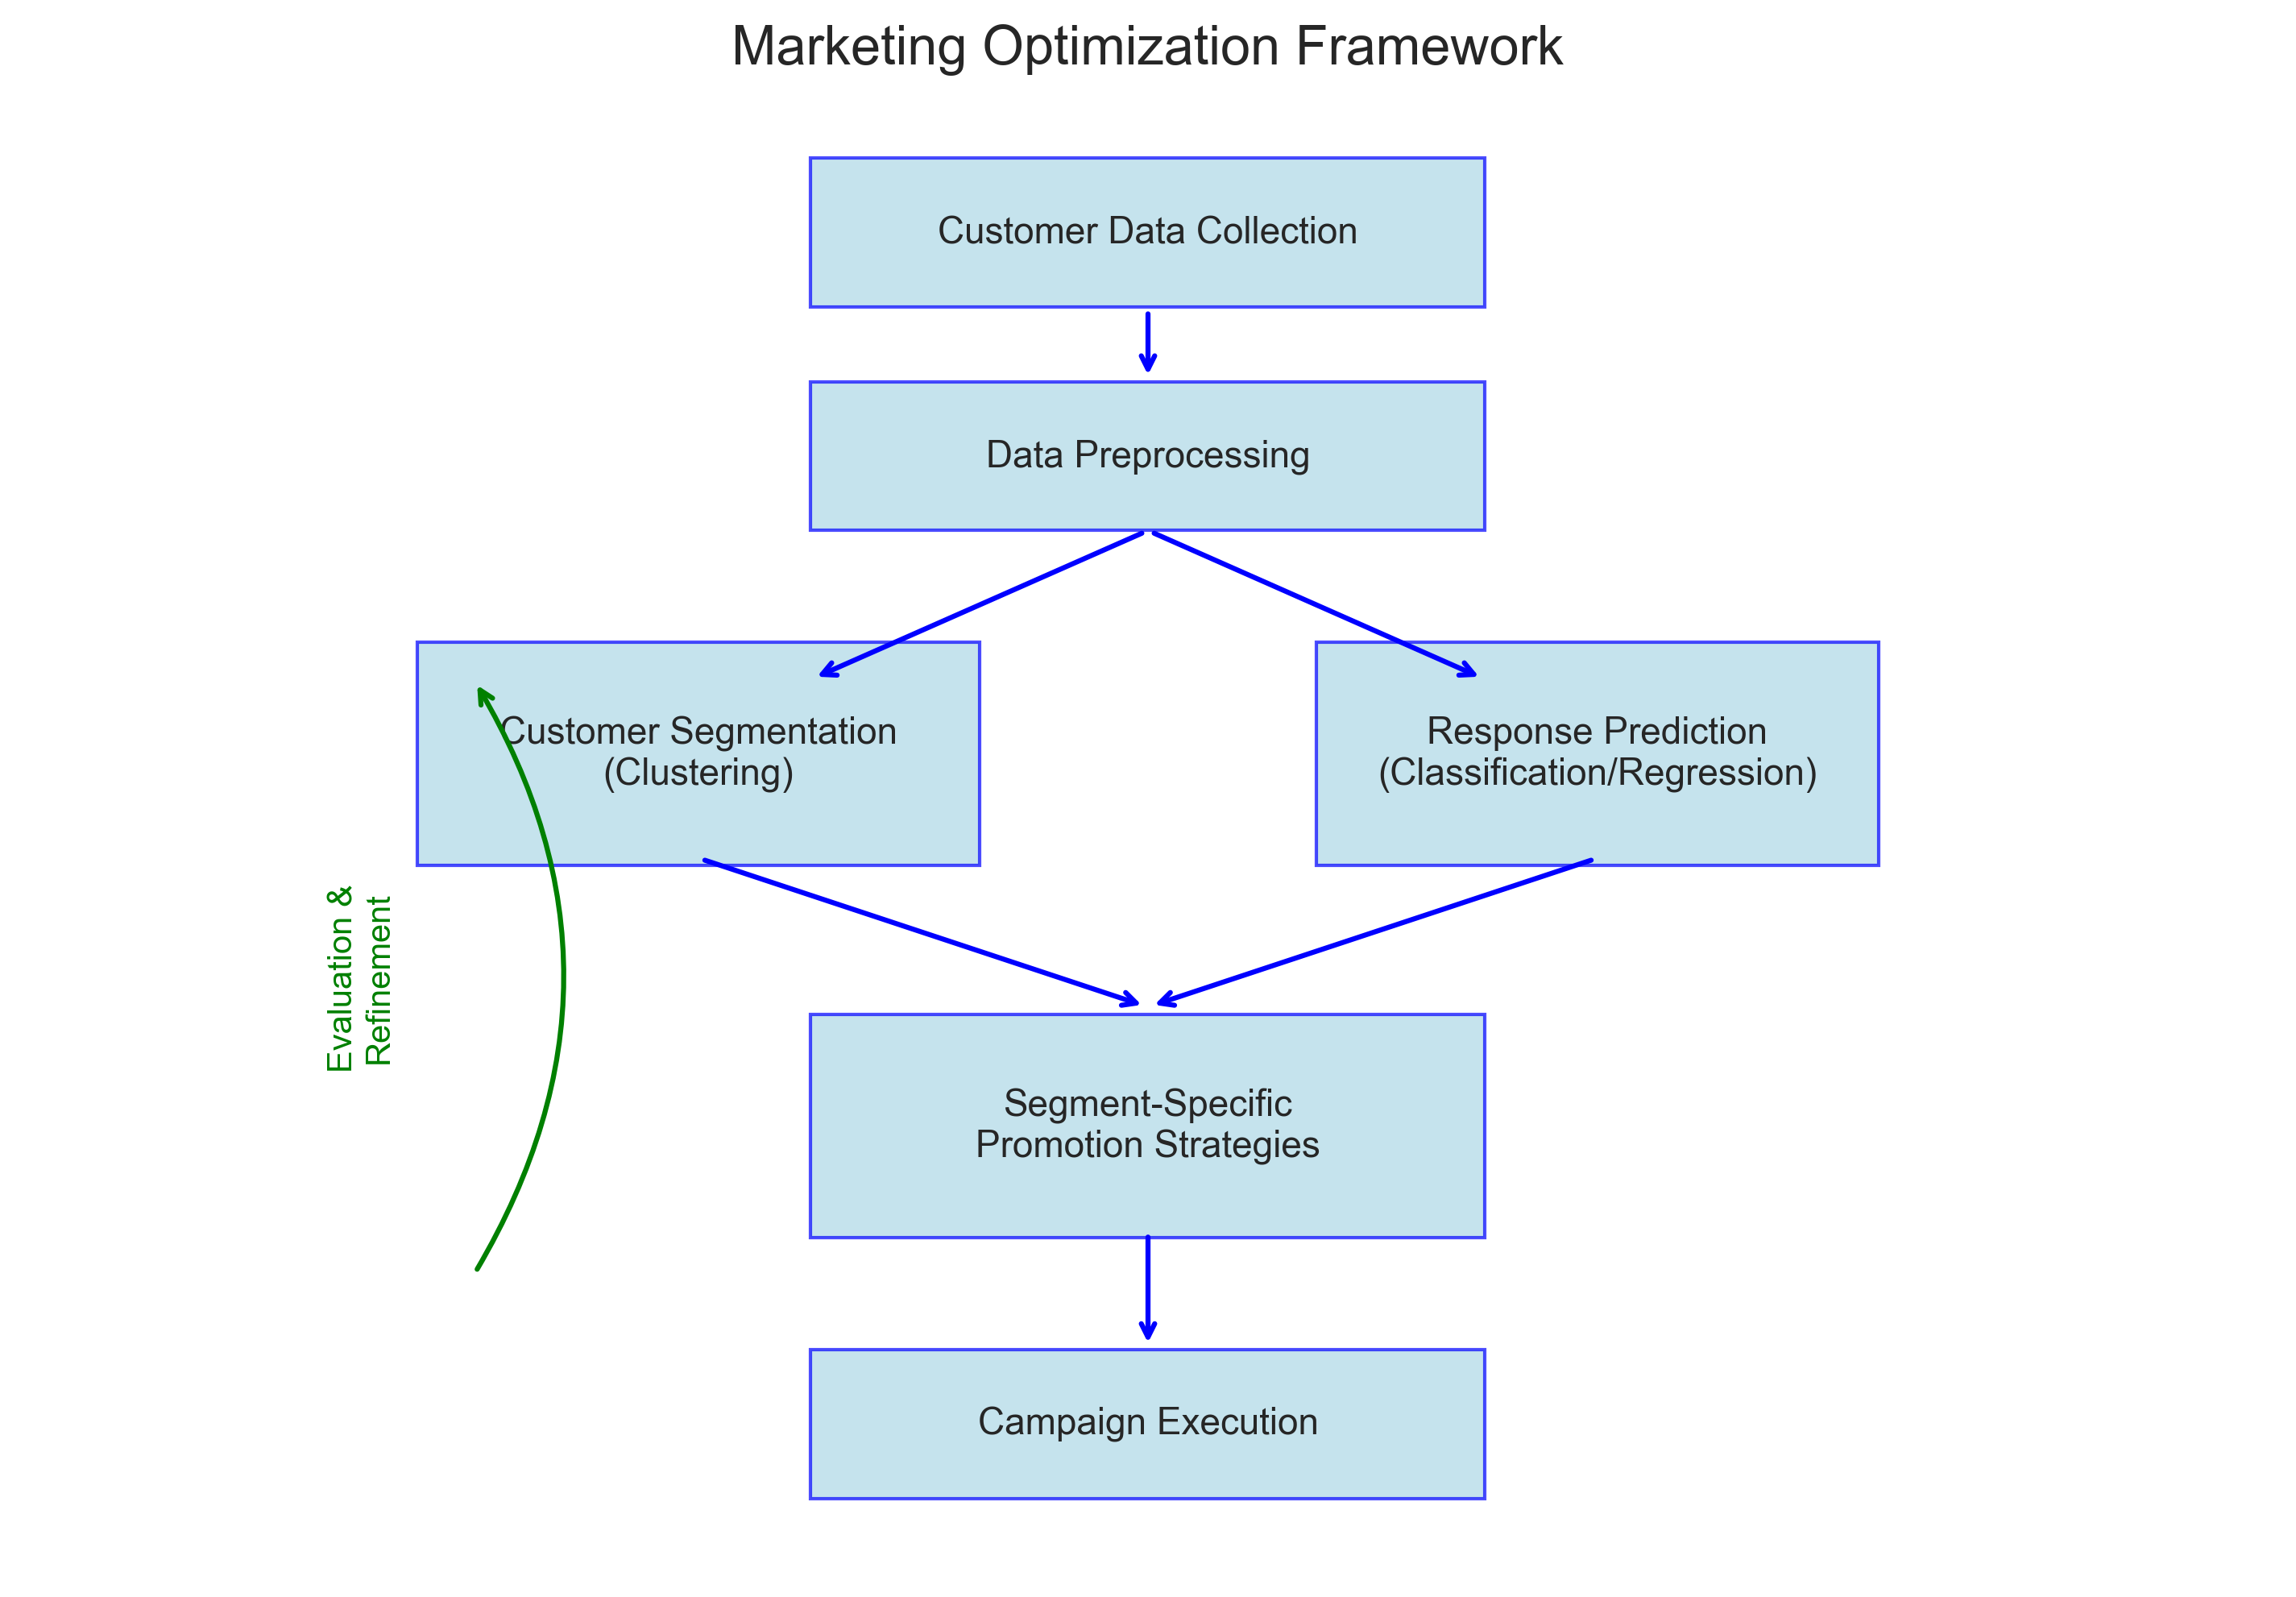 Marketing Optimization Framework
Customer Data Collection
Data Preprocessing
Customer Segmentation
(Clustering)
Response Prediction
(Classification/Regression)
Evaluation &
Refinement
Segment-Specific
Promotion Strategies
Campaign Execution